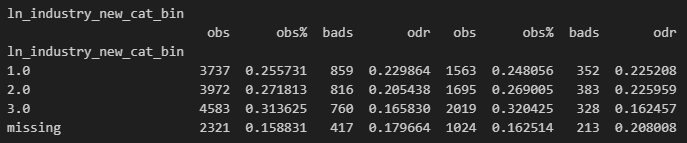 ln_industry_new_cat_bin
obs obs% bads odr obs obs% bads odr
ln_industry_new_cat_bin
1.0 3737 0.255731 859 0.229864 1563 0.248056 352 0.225208
2.0 3972 0.271813 816 0.205438 1695 0.269005 383 0.225959
3.0 4583 0.313625 760 0.165830 2019 0.320425 328 0.162457
missing 2321 0.158831 417 0.179664 1024 0.162514 213 0.208008